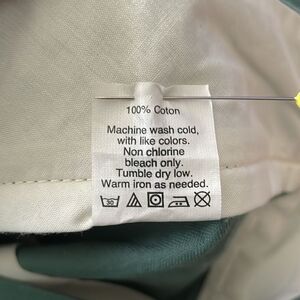 100% Coton
Machine wash cold,
with like colors.
Non chlorine
bleach only.
Tumble dry low.
Warm iron as needed.
30